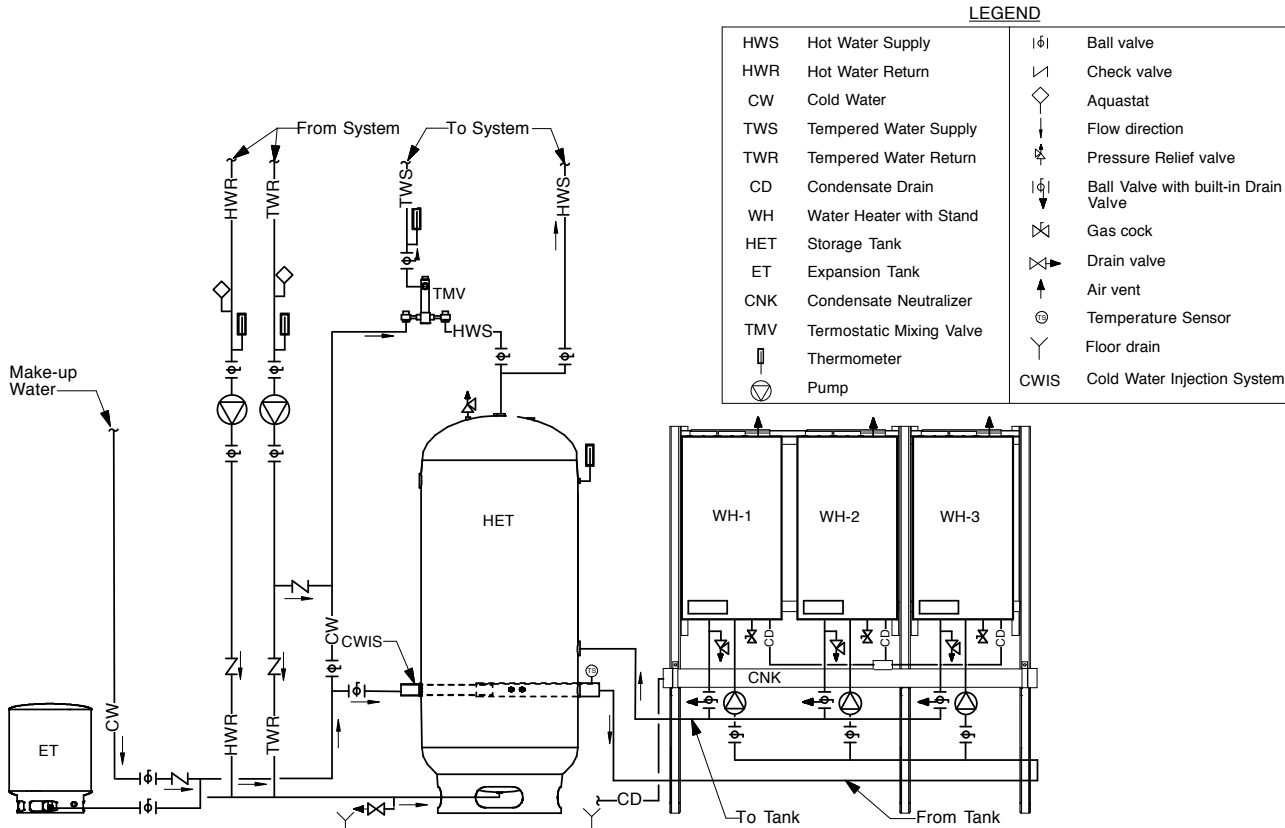 LEGEND
HWS Hot Water Supply
HWR Hot Water Return
CW Cold Water
TWS Tempered Water Supply
TWR Tempered Water Return
CD Condensate Drain
WH Water Heater with Stand
HET Storage Tank
ET Expansion Tank
CNK Condensate Neutralizer
TMV Termostatic Mixing Valve
Thermometer
Pump
Ball valve
Check valve
Aquastat
Flow direction
Pressure Relief valve
Ball Valve with built-in Drain
Valve
Gas cock
Drain valve
Air vent
TS Temperature Sensor
Floor drain
CWIS Cold Water Injection System
From System
To System
HWR
TWR
TWS
HWS
TMV
HWS
Make-up
Water
HET
WH-1
WH-2
WH-3
CW
CWIS
TS
CD
CD
CD
CNK
CW
HWR
TWR
ET
CD
To Tank
From Tank